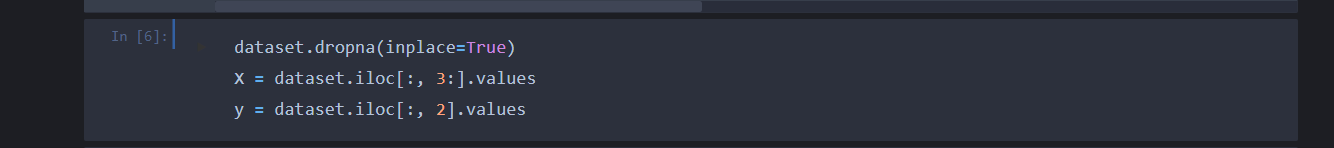 In [6]:
dataset.dropna(inplace=True)
X = dataset.iloc[:, 3:].values
y = dataset.iloc[:, 2].values